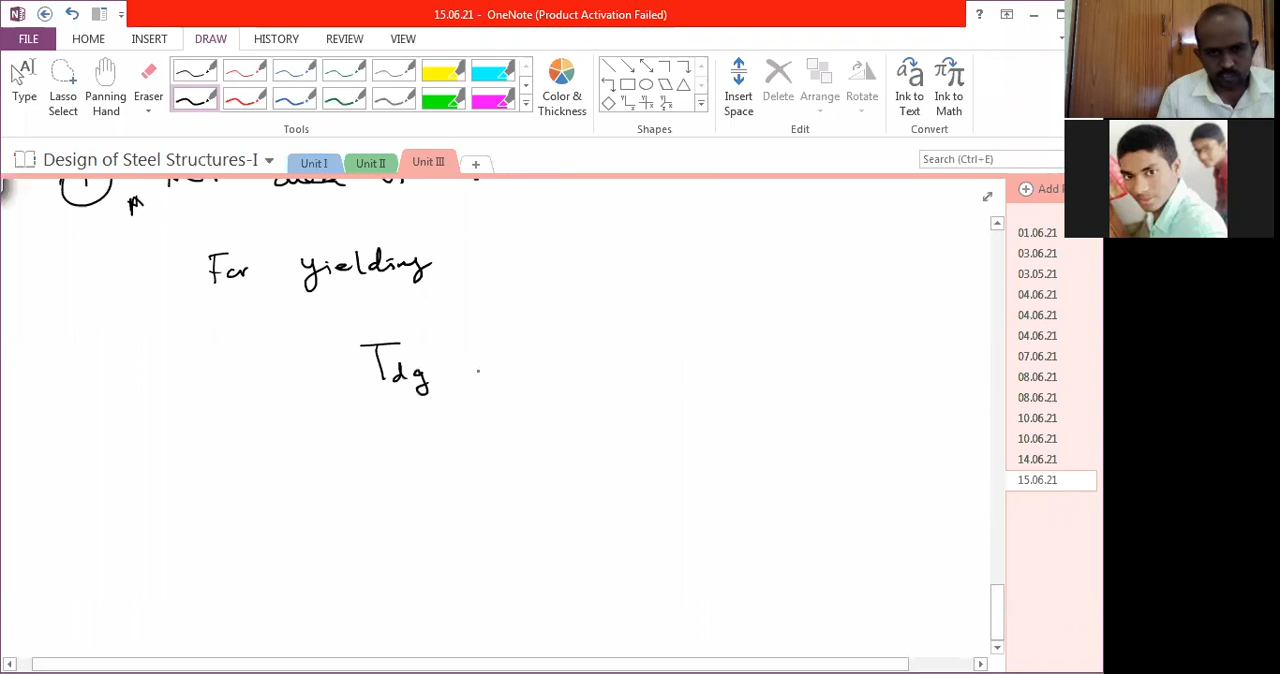 15.06.21 - OneNote (Product Activation Failed)
?
FILE HOME INSERT DRAW HISTORY REVIEW VIEW
Type Lasso Select Panning Hand Eraser Color & Thickness Insert Space Delete Arrange Rotate Ink to Text Ink to Math
Tools Shapes Edit Convert
Design of Steel Structures-I Unit I Unit II Unit III + Search (Ctrl+E)
Add
For yielding
Tdg
01.06.21
03.06.21
03.05.21
04.06.21
04.06.21
04.06.21
07.06.21
08.06.21
08.06.21
10.06.21
10.06.21
14.06.21
15.06.21